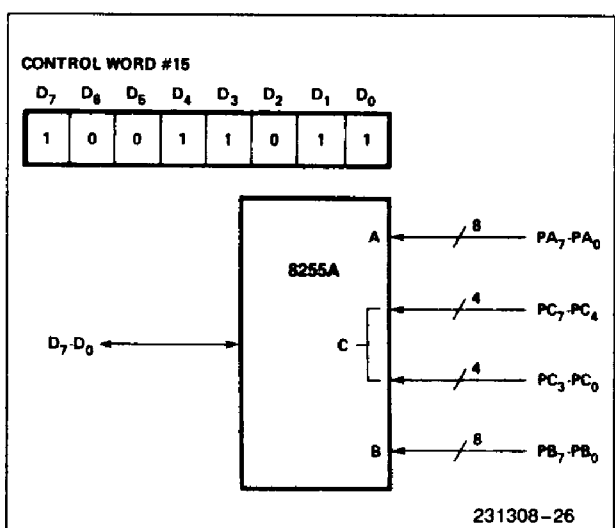 CONTROL WORD #15
D7 D6 D5 D4 D3 D2 D1 D0
1 0 0 1 1 0 1 1
A 8 PA7-PA0
8255A
4 PC7-PC4
D7-D0 C
4 PC3-PC0
B 8 PB7-PB0
231308-26